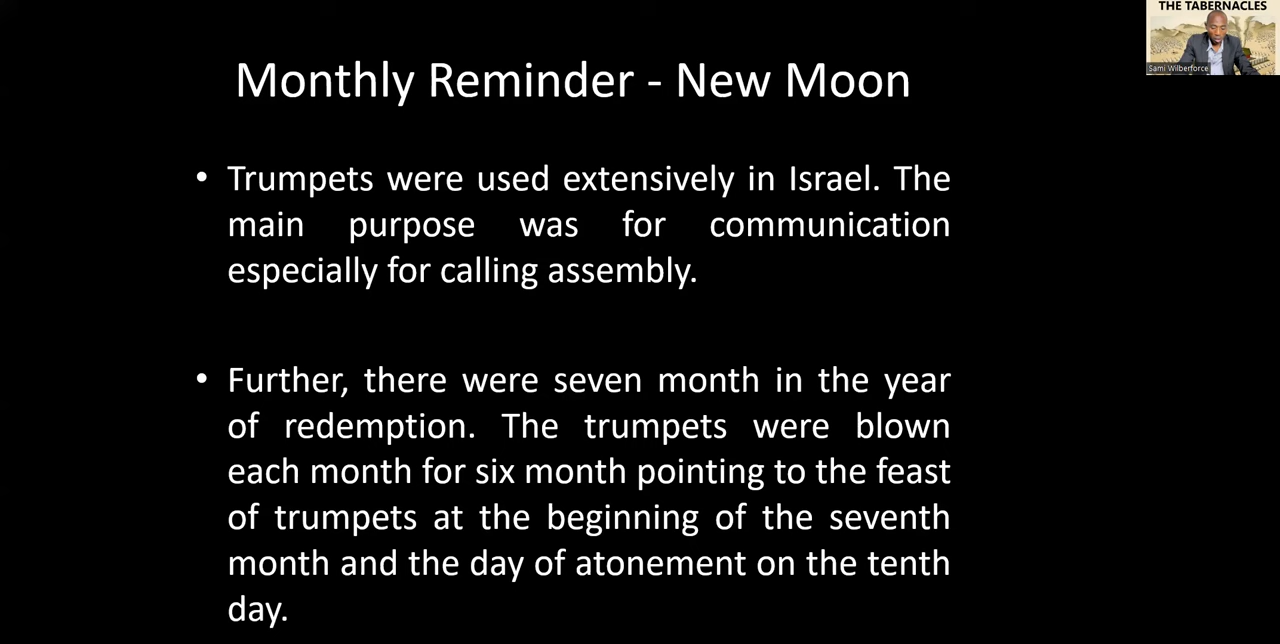 THE TABERNACLES
Sami Wilberforce
Monthly Reminder - New Moon
• Trumpets were used extensively in Israel. The
main purpose was for communication
especially for calling assembly.
• Further, there were seven month in the year
of redemption. The trumpets were blown
each month for six month pointing to the feast
of trumpets at the beginning of the seventh
month and the day of atonement on the tenth
day.